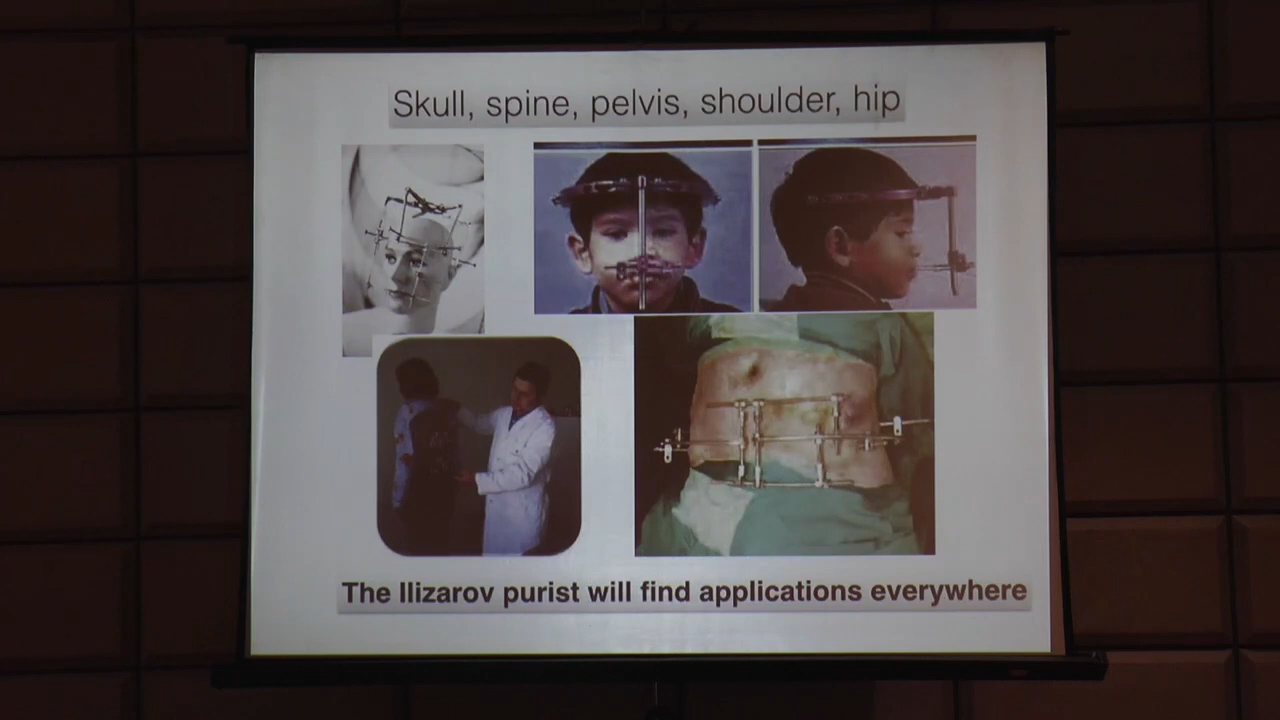 Skull, spine, pelvis, shoulder, hip
The Ilizarov purist will find applications everywhere